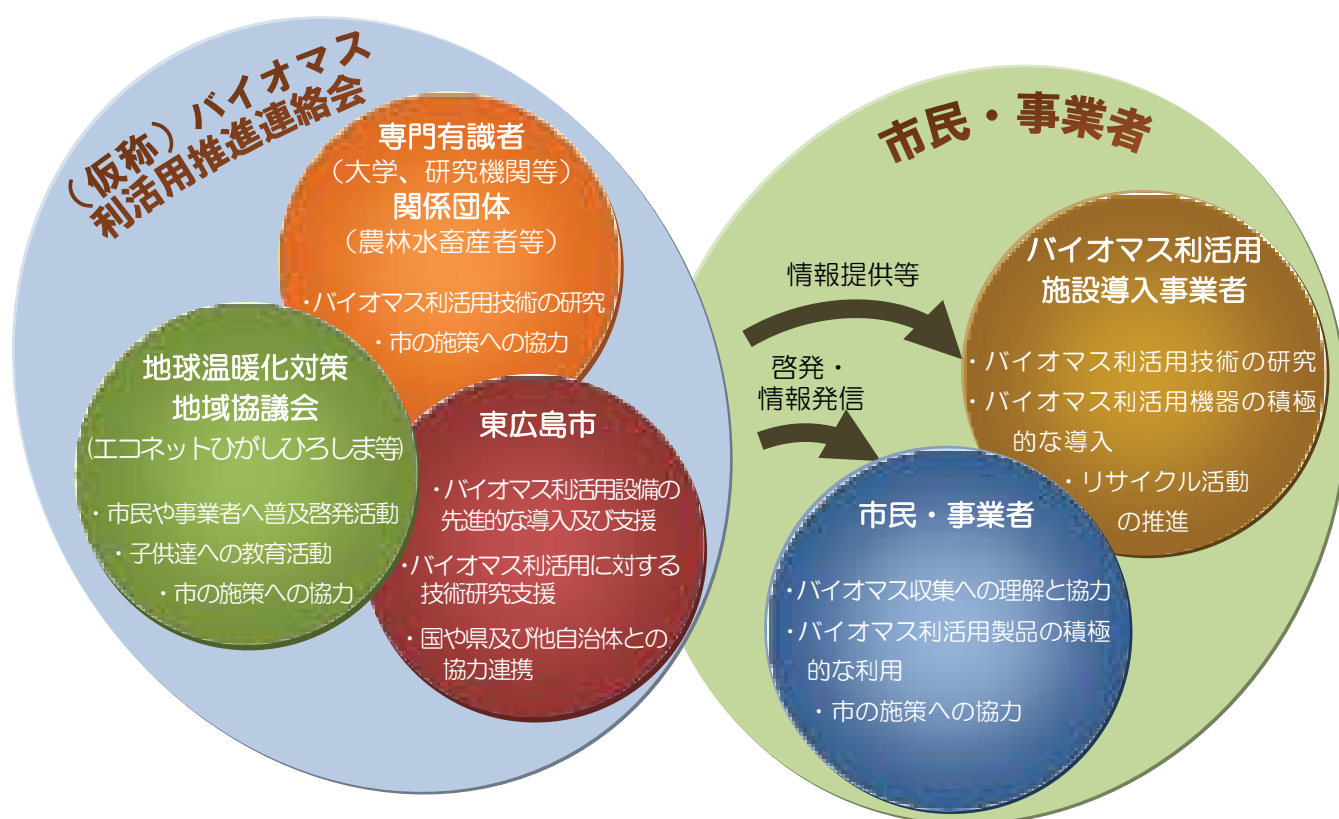 （仮称）バイオマス
利活用推進連絡会
専門有識者
（大学、研究機関等）
関係団体
（農林水畜産者等）
・バイオマス利活用技術の研究
・市の施策への協力
地球温暖化対策
地域協議会
(エコネットひがしひろしま等)
・市民や事業者へ普及啓発活動
・子供達への教育活動
・市の施策への協力
東広島市
・バイオマス利活用設備の
先進的な導入及び支援
・バイオマス利活用に対する
技術研究支援
・国や県及び他自治体との
協力連携
情報提供等
啓発・
情報発信
市民・事業者
バイオマス利活用
施設導入事業者
・バイオマス利活用技術の研究
・バイオマス利活用機器の積極
的な導入
・リサイクル活動
の推進
市民・事業者
・バイオマス収集への理解と協力
・バイオマス利活用製品の積極
的な利用
・市の施策への協力